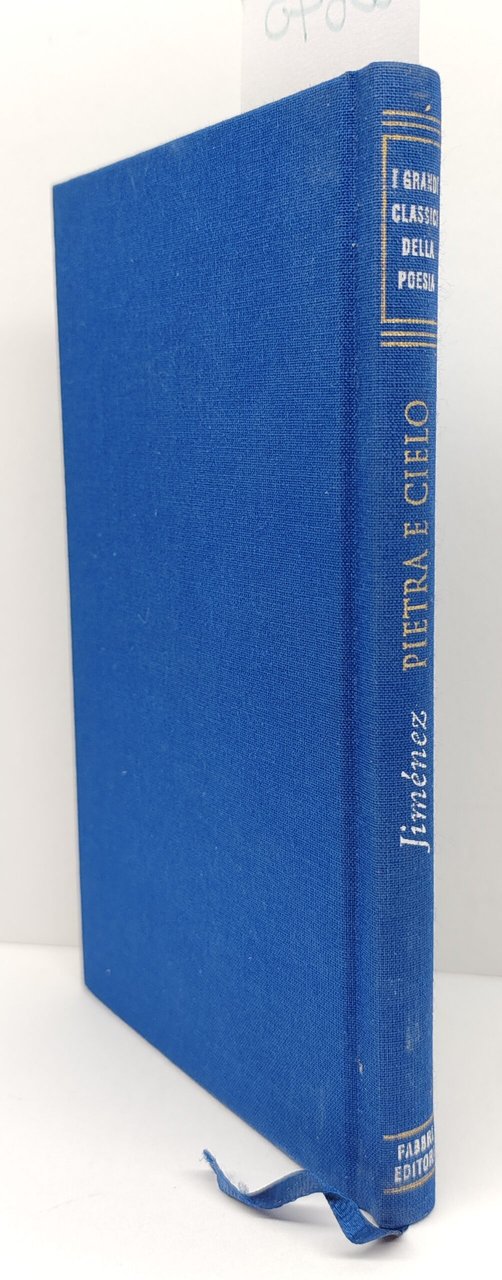 I GRANDI
CLASSICI
DELLA
POESIA
Jiménez PIETRA E CIELO
FABBRI
EDITORI